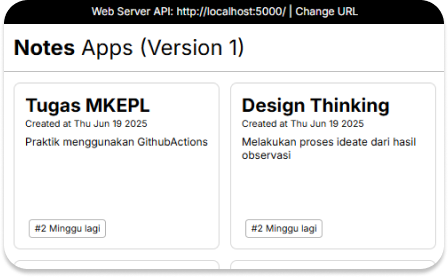 Web Server API: http://localhost:5000/ | Change URL
Notes Apps (Version 1)
Tugas MKEPL
Created at Thu Jun 19 2025
Praktik menggunakan GithubActions
#2 Minggu lagi
Design Thinking
Created at Thu Jun 19 2025
Melakukan proses ideate dari hasil
observasi
#2 Minggu lagi